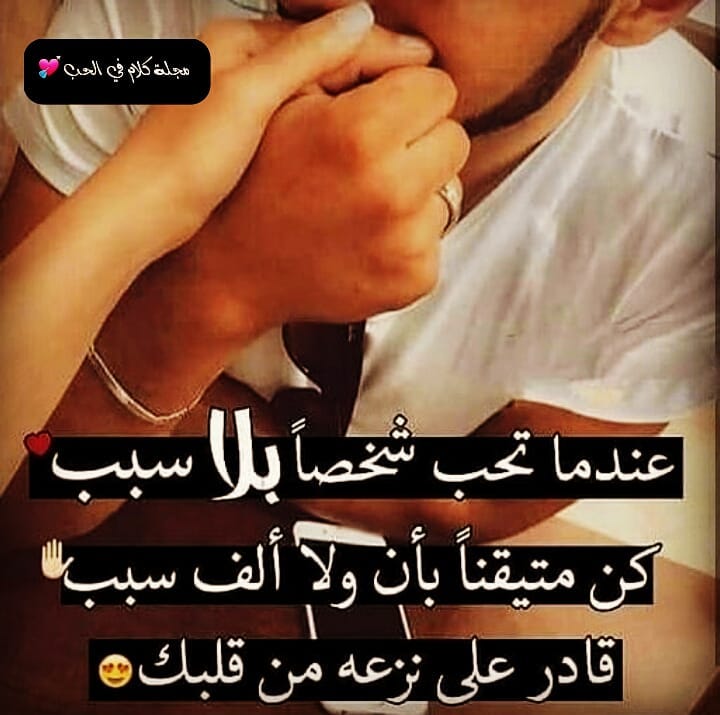 مجلة كلام في الحب 💘
عندما تحب شخصاً بلا سبب ❤
كن متيقناً بأن ولا ألف سبب ✋
قادر على نزعه من قلبك 😍